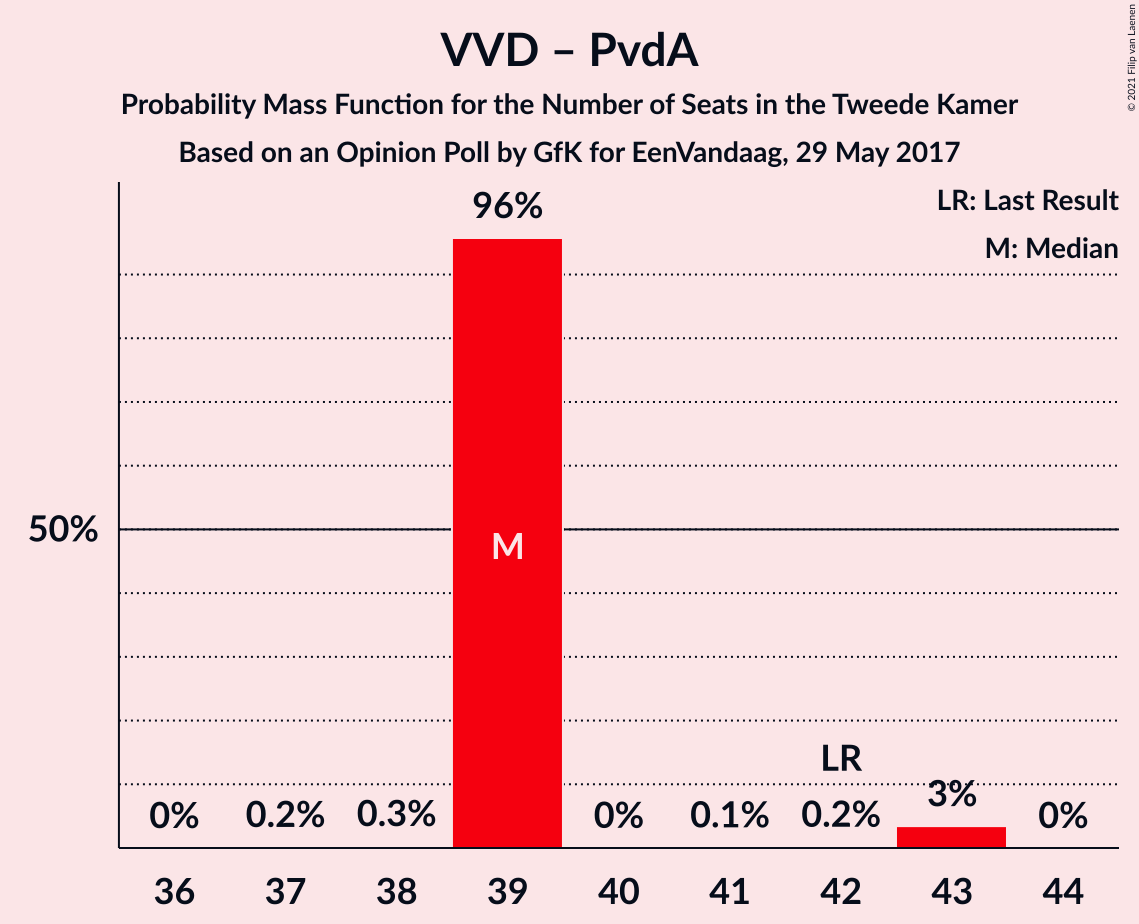 VVD – PvdA
Probability Mass Function for the Number of Seats in the Tweede Kamer
Based on an Opinion Poll by GfK for EenVandaag, 29 May 2017
© 2021 Filip van Laenen
LR: Last Result
M: Median
96%
50%
M
LR
0% 0.2% 0.3% 0% 0.1% 0.2% 3% 0%
36 37 38 39 40 41 42 43 44